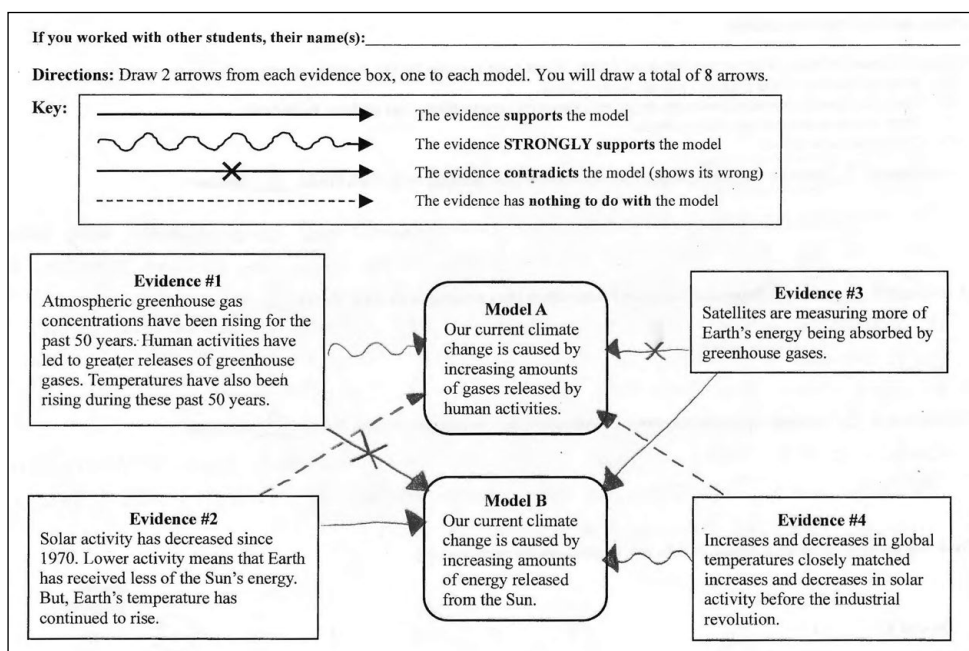 If you worked with other students, their name(s):
Directions: Draw 2 arrows from each evidence box, one to each model. You will draw a total of 8 arrows.
Key:
The evidence supports the model
The evidence STRONGLY supports the model
The evidence contradicts the model (shows its wrong)
The evidence has nothing to do with the model
Evidence #1
Atmospheric greenhouse gas
concentrations have been rising for the
past 50 years. Human activities have
led to greater releases of greenhouse
gases. Temperatures have also been
rising during these past 50 years.
Model A
Our current climate
change is caused by
increasing amounts
of gases released by
human activities.
Evidence #3
Satellites are measuring more of
Earth's energy being absorbed by
greenhouse gases.
Evidence #2
Solar activity has decreased since
1970. Lower activity means that Earth
has received less of the Sun's energy.
But, Earth's temperature has
continued to rise.
Model B
Our current climate
change is caused by
increasing amounts
of energy released
from the Sun.
Evidence #4
Increases and decreases in global
temperatures closely matched
increases and decreases in solar
activity before the industrial
revolution.